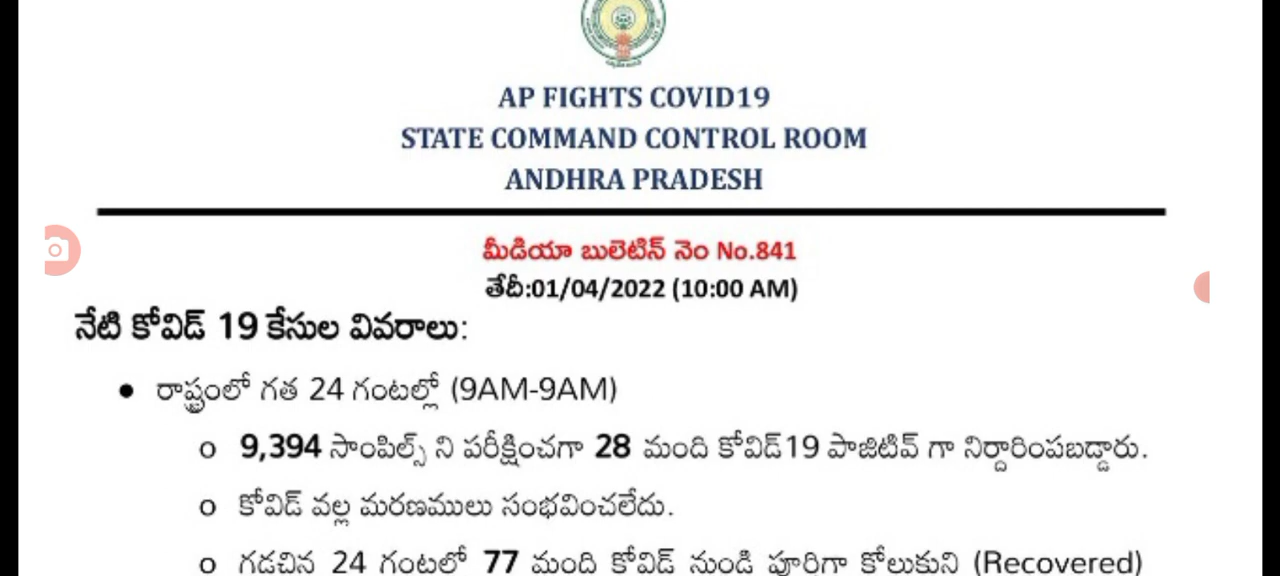 AP FIGHTS COVID19
STATE COMMAND CONTROL ROOM
ANDHRA PRADESH
మీడియా బులెటిన్ నెం No.841
తేదీ:01/04/2022 (10:00 AM)
నేటి కోవిడ్ 19 కేసుల వివరాలు:
• రాష్ట్రంలో గత 24 గంటల్లో (9AM-9AM)
o 9,394 సాంపిల్స్ ని పరీక్షించగా 28 మంది కోవిడ్19 పాజిటివ్ గా నిర్దారింపబడ్డారు.
o కోవిడ్ వల్ల మరణములు సంభవించలేదు.
o గడచిన 24 గంటలో 77 మంది కోవిడ్ నుండి పూర్తిగా కోలుకుని (Recovered)